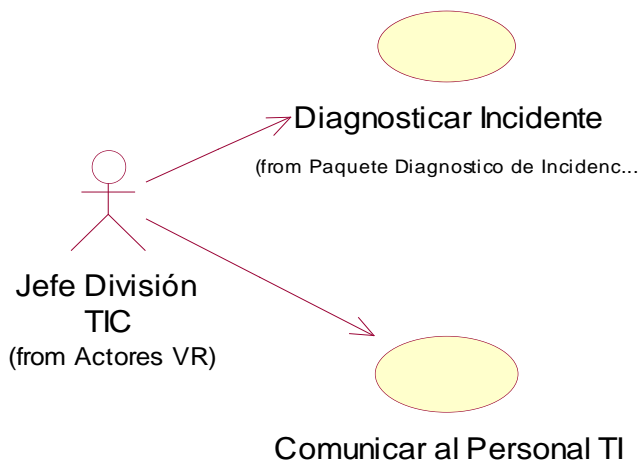 Diagnosticar Incidente
(from Paquete Diagnostico de Incidenc...
Jefe División
TIC
(from Actores VR)
Comunicar al Personal TI